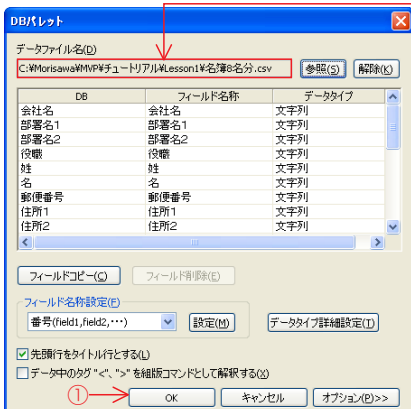 DBパレット
データファイル名(D)
C:¥Morisawa¥MVP¥チュートリアル¥Lesson1¥名簿8名分.csv 参照(S) 解除(K)
DB フィールド名称 データタイプ
会社名 会社名 文字列
部署名1 部署名1 文字列
部署名2 部署名2 文字列
役職 役職 文字列
姓 姓 文字列
名 名 文字列
郵便番号 郵便番号 文字列
住所1 住所1 文字列
住所2 住所2 文字列
フィールドコピー(C) フィールド削除(E)
フィールド名称設定(F)
番号(field1,field2,･･･) 設定(M) データタイプ詳細設定(T)
先頭行をタイトル行とする(L)
データ中のタグ "<"、">" を組版コマンドとして解釈する(X)
① OK キャンセル オプション(P)>>